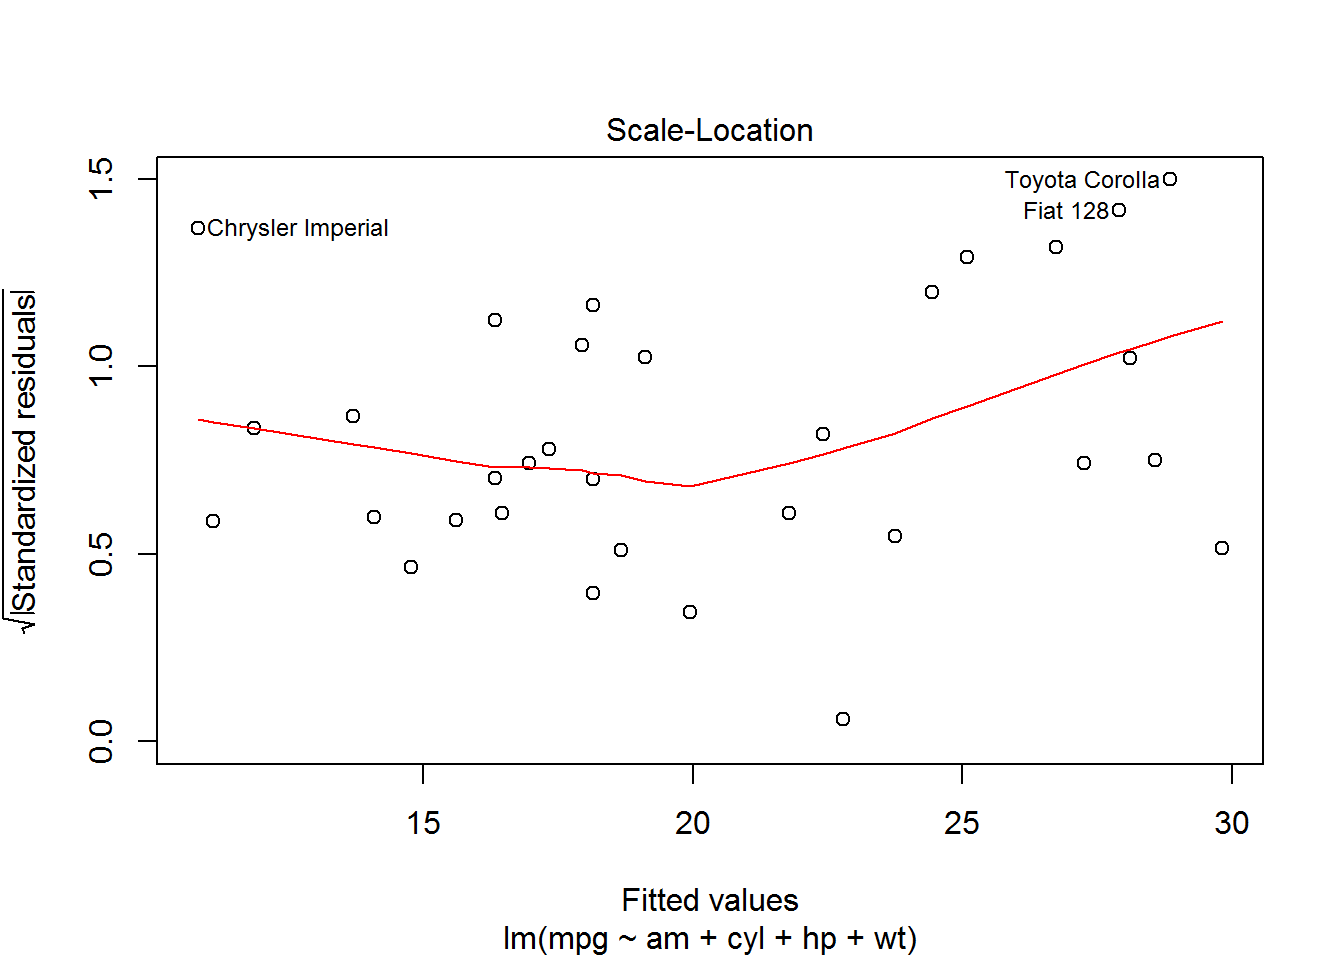 Scale-Location
√|Standardized residuals|
1.5
1.0
0.5
0.0
Toyota Corolla
Fiat 128
Chrysler Imperial
15 20 25 30
Fitted values
lm(mpg ~ am + cyl + hp + wt)